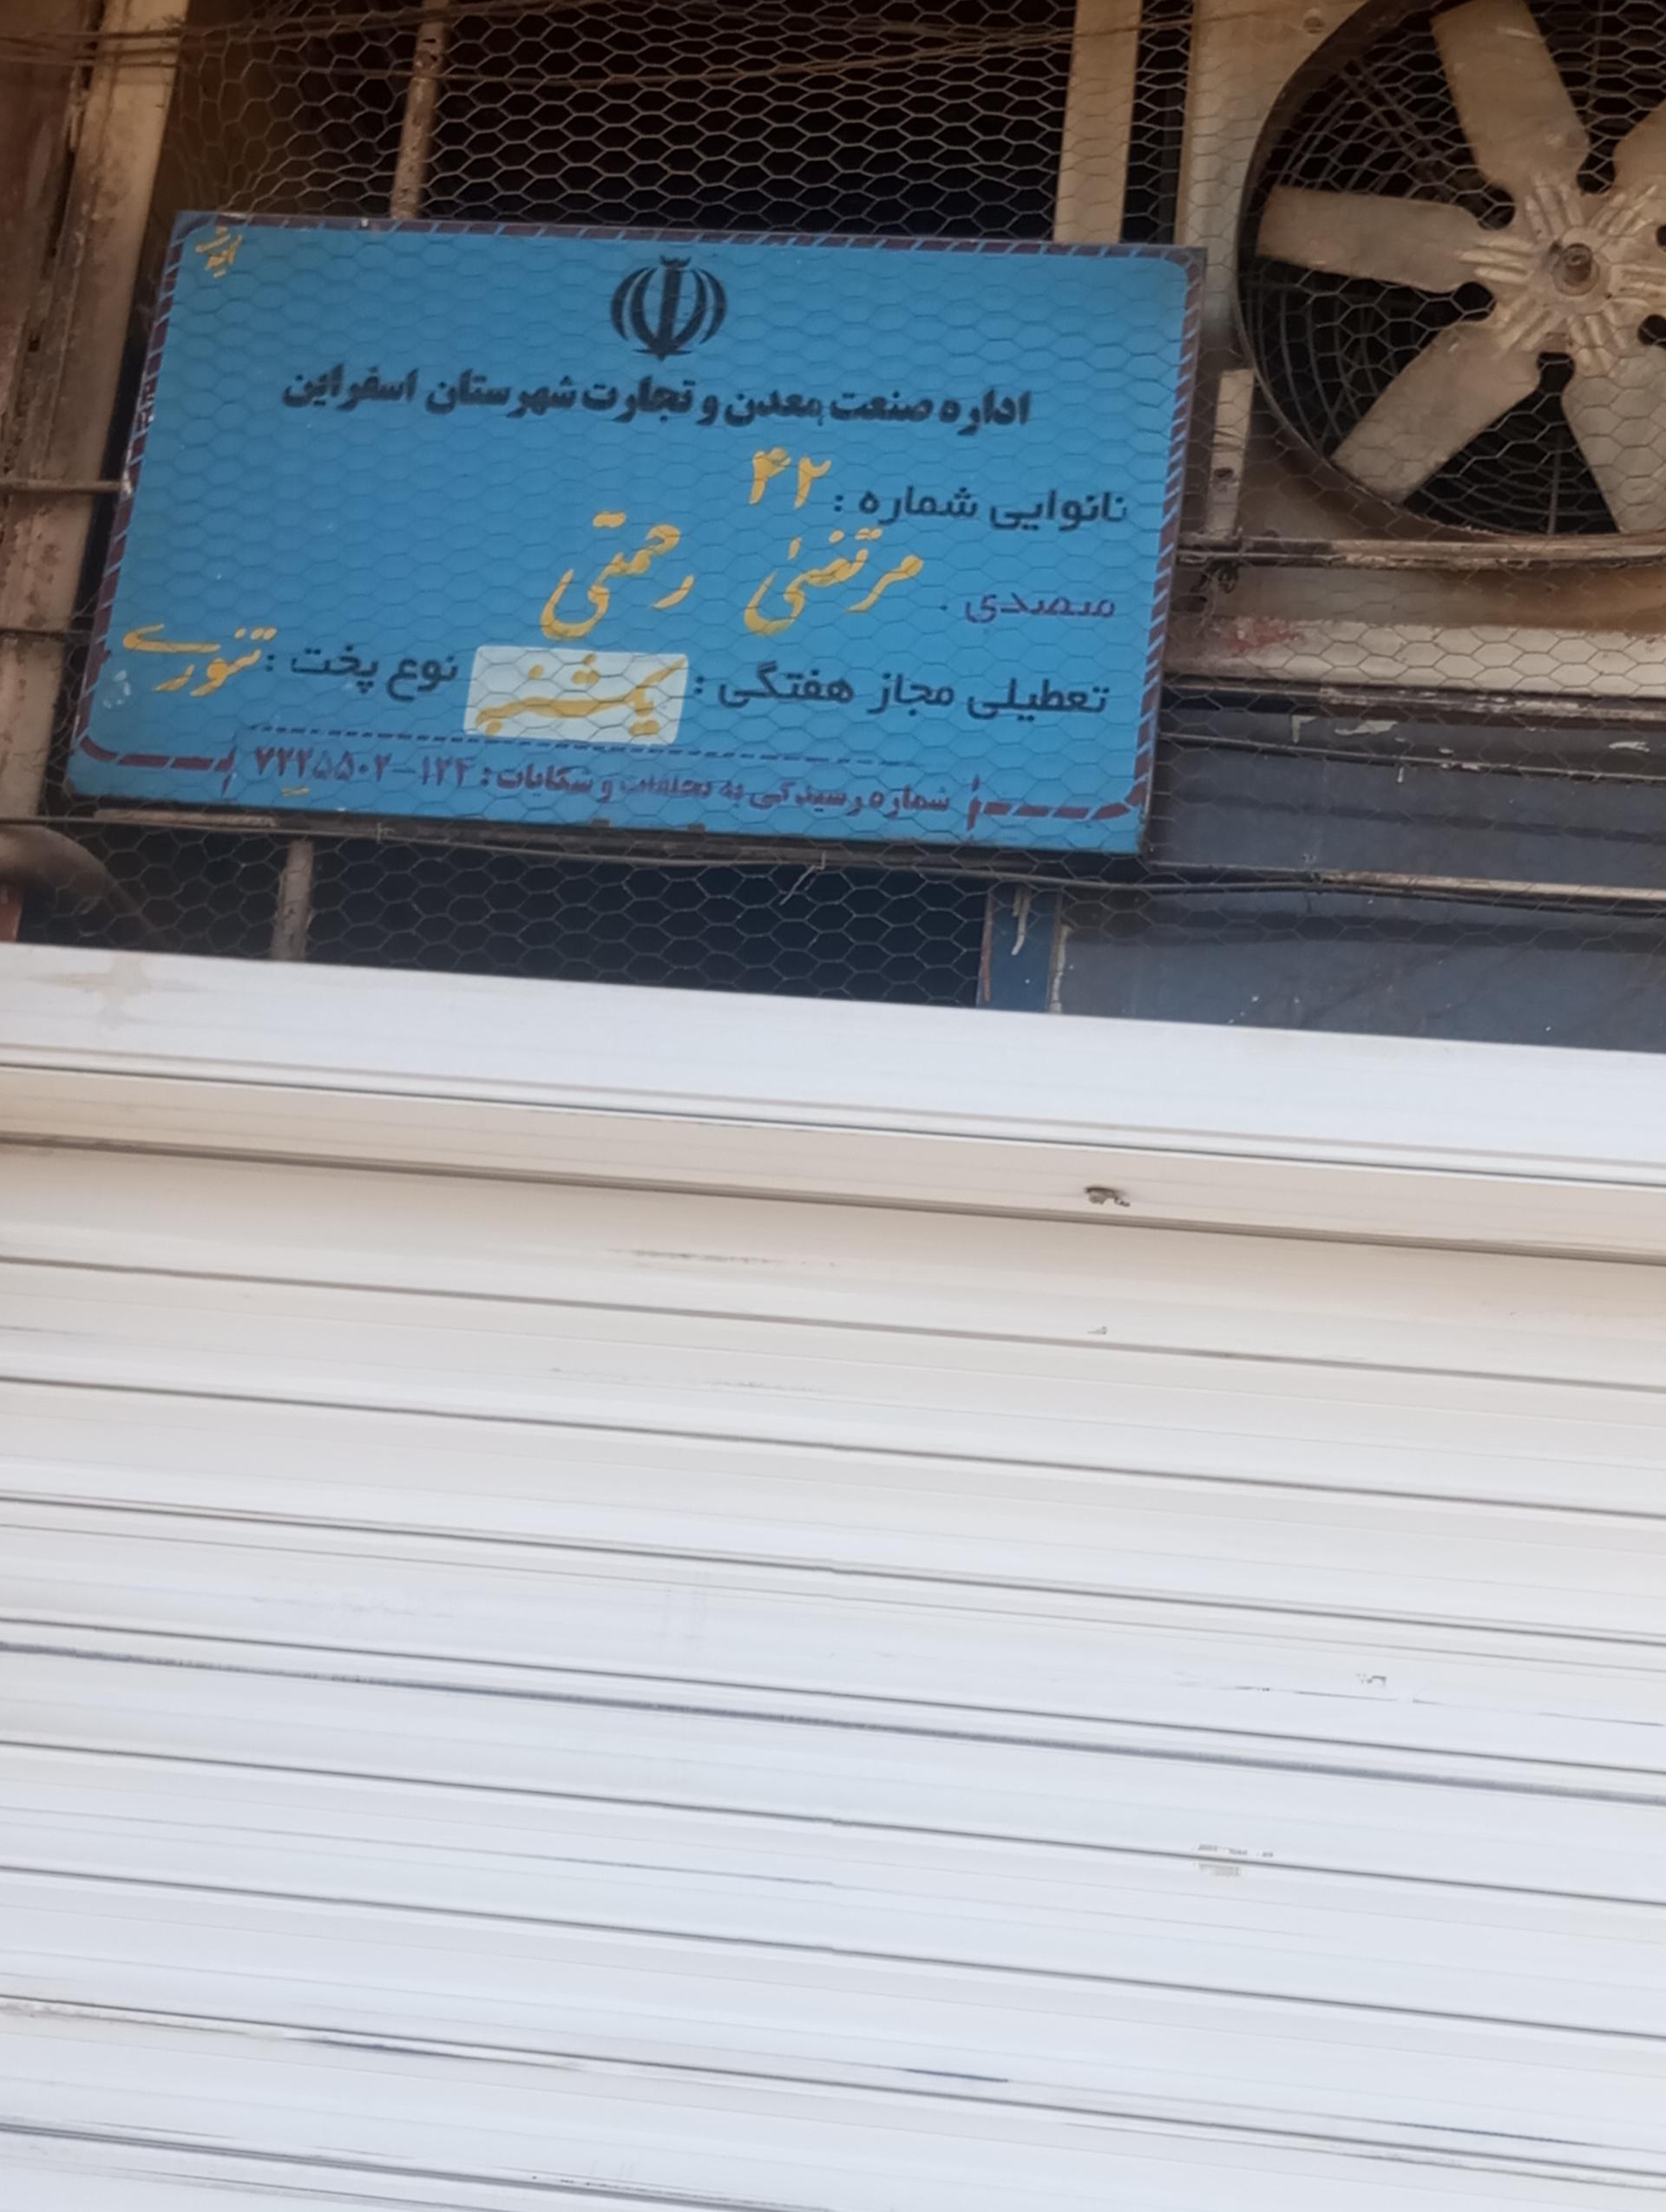 اداره صنعت معدن و تجارت شهرستان اسفراین
نانوایی شماره : ۴۲
متصدی . مرتضی رحمتی
تعطیلی مجاز هفتگی : یکشنبه نوع پخت : تنوری
شماره رسیدگی به تخلفات و شکایات : ۱۲۴-۷۲۲۵۵۰۲